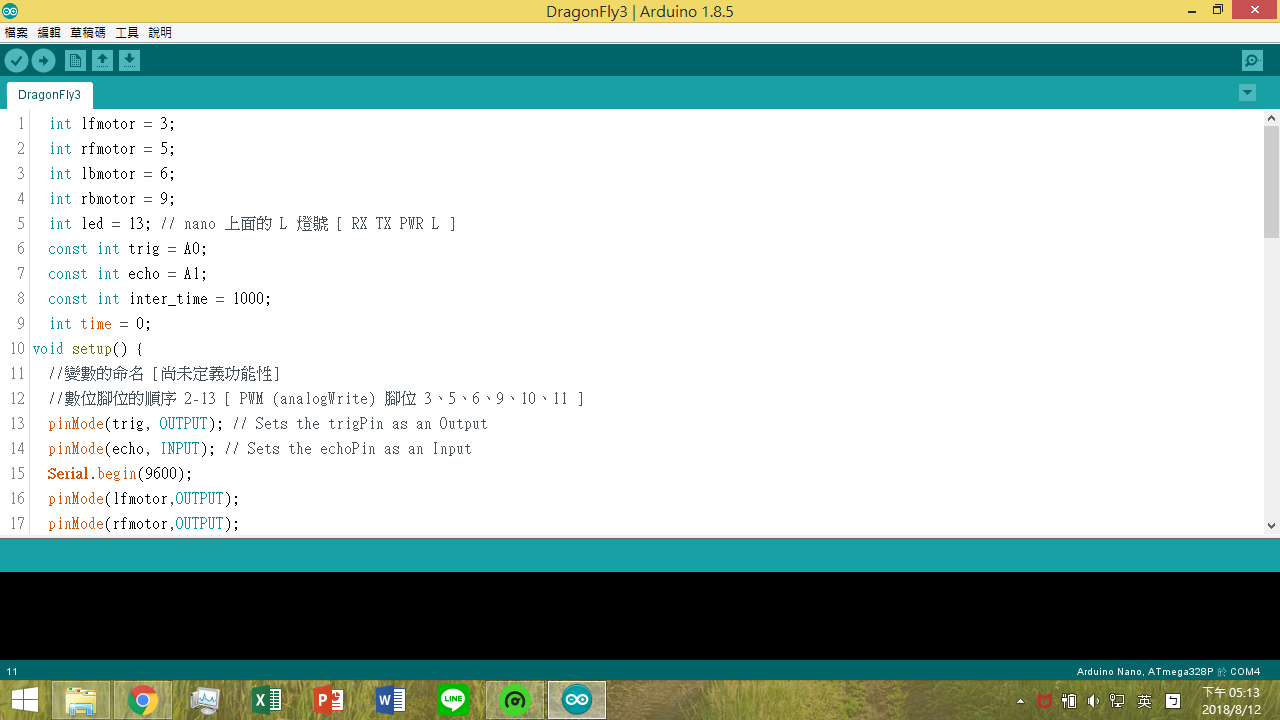 DragonFly3 | Arduino 1.8.5
檔案 編輯 草稿碼 工具 說明
DragonFly3
1 int lfmotor = 3;
2 int rfmotor = 5;
3 int lbmotor = 6;
4 int rbmotor = 9;
5 int led = 13; // nano 上面的 L 燈號 [ RX TX PWR L ]
6 const int trig = A0;
7 const int echo = A1;
8 const int inter_time = 1000;
9 int time = 0;
10 void setup() {
11 //變數的命名 [尚未定義功能性]
12 //數位腳位的順序 2-13 [ PWM (analogWrite) 腳位 3、5、6、9、10、11 ]
13 pinMode(trig, OUTPUT); // Sets the trigPin as an Output
14 pinMode(echo, INPUT); // Sets the echoPin as an Input
15 Serial.begin(9600);
16 pinMode(lfmotor,OUTPUT);
17 pinMode(rfmotor,OUTPUT);
11 Arduino Nano, ATmega328P 於 COM4
LINE
英
下午 05:13
2018/8/12